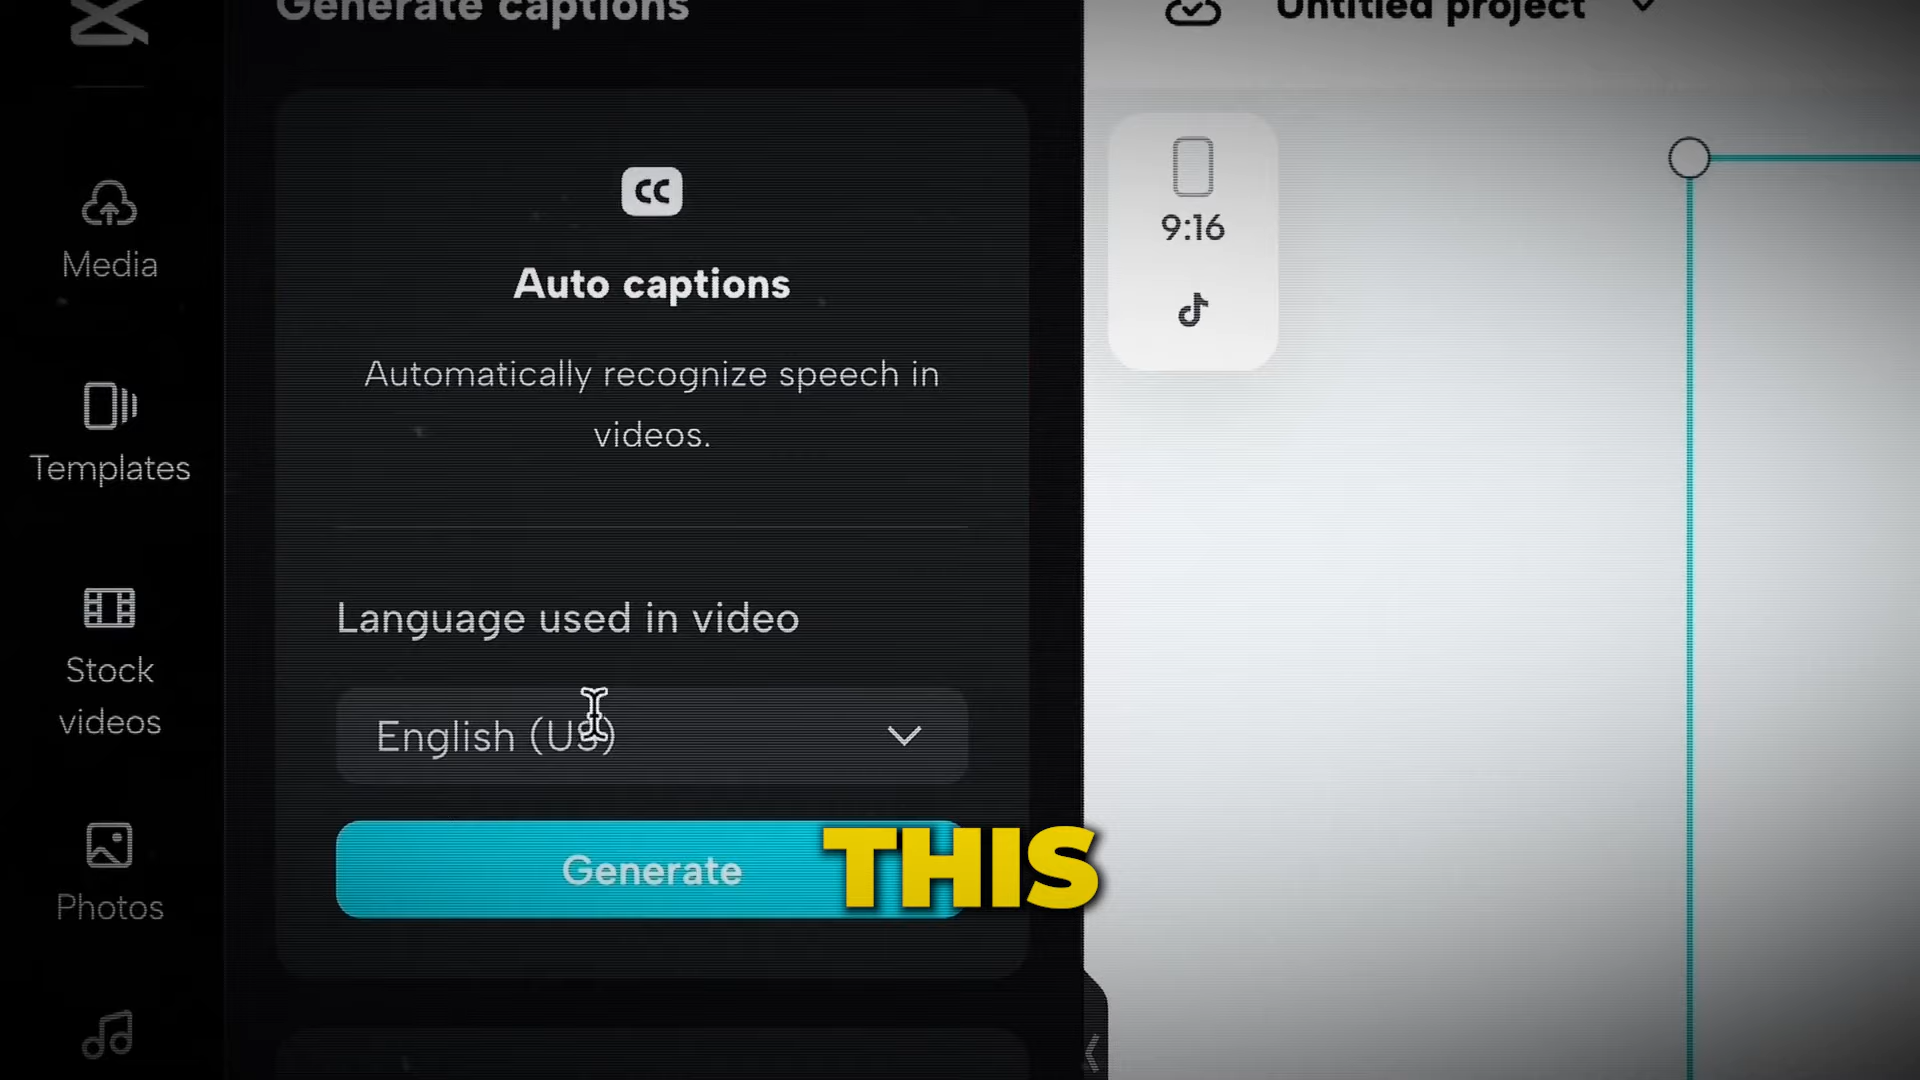 Generate captions
Untitled project
CC
Auto captions
Automatically recognize speech in
videos.
9:16
Media
Templates
Stock
videos
Photos
Language used in video
English (US)
Generate
THIS